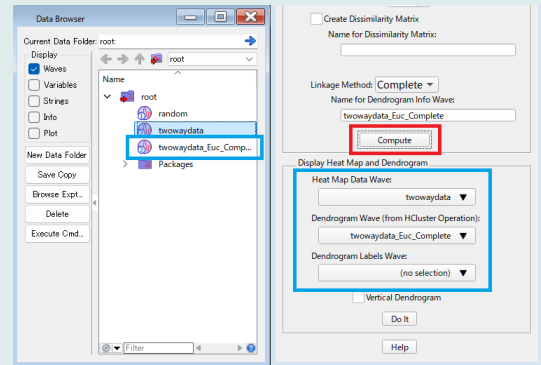 Data Browser
Current Data Folder: root:
Display
Waves
Variables
Strings
Info
Plot
New Data Folder
Save Copy
Browse Expt...
Delete
Execute Cmd...
root
Name
root
random
twowaydata
twowaydata_Euc_Comp...
Packages
Filter
Create Dissimilarity Matrix
Name for Dissimilarity Matrix:
Linkage Method: Complete
Name for Dendrogram Info Wave:
twowaydata_Euc_Complete
Compute
Display Heat Map and Dendrogram
Heat Map Data Wave:
twowaydata
Dendrogram Wave (from HCluster Operation):
twowaydata_Euc_Complete
Dendrogram Labels Wave:
(no selection)
Vertical Dendrogram
Do It
Help